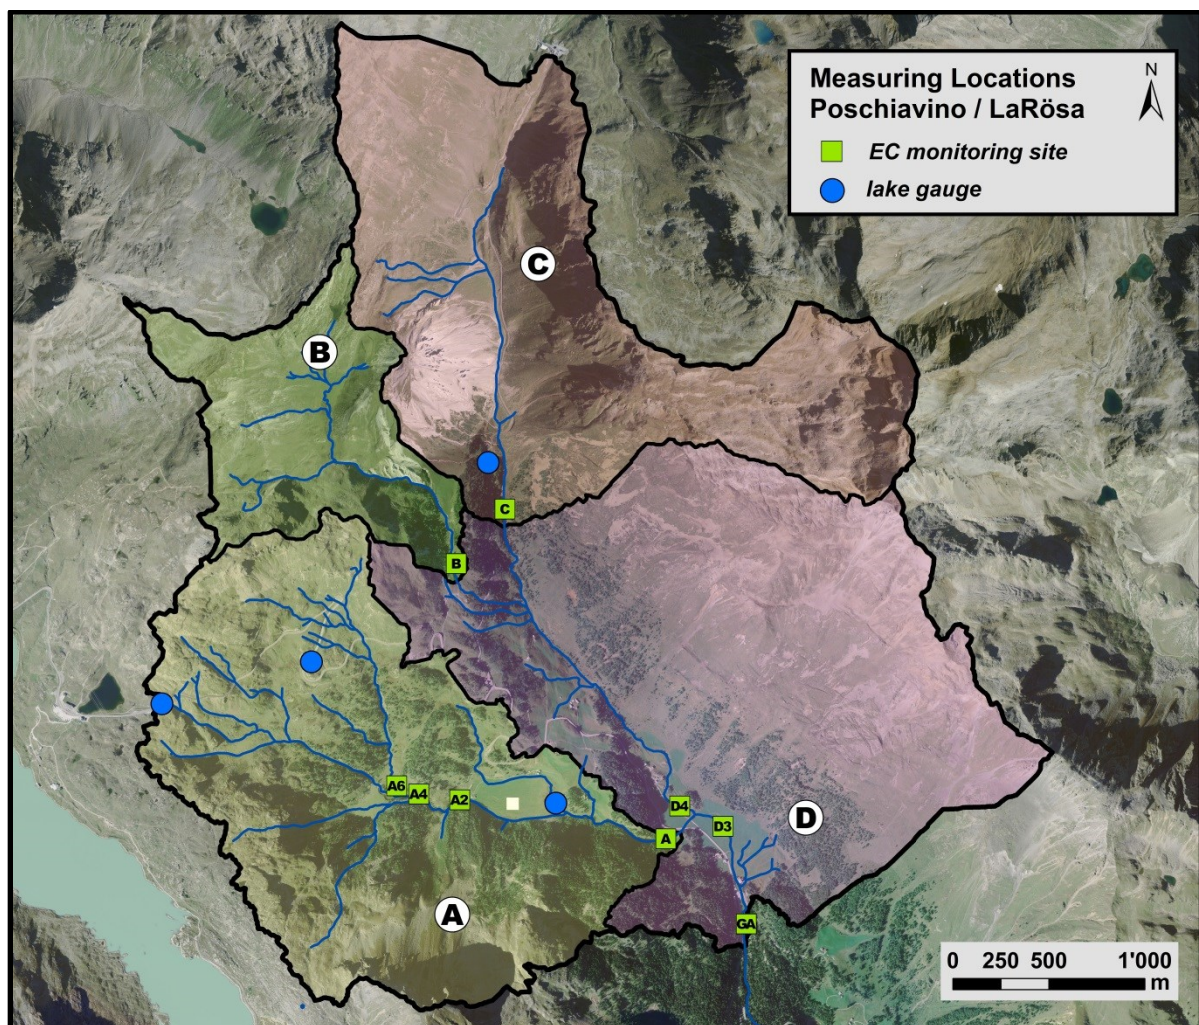 Measuring Locations
Poschiavino / LaRösa
N
EC monitoring site
lake gauge
C
B
C
B
A6
A4
A2
D4
D3
A
D
A
GA
0 250 500 1'000
m